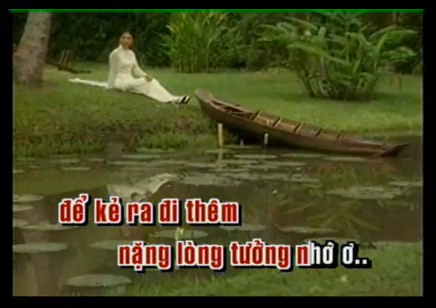 để kẻ ra đi thêm
nặng lòng tưởng nhớ ơ..